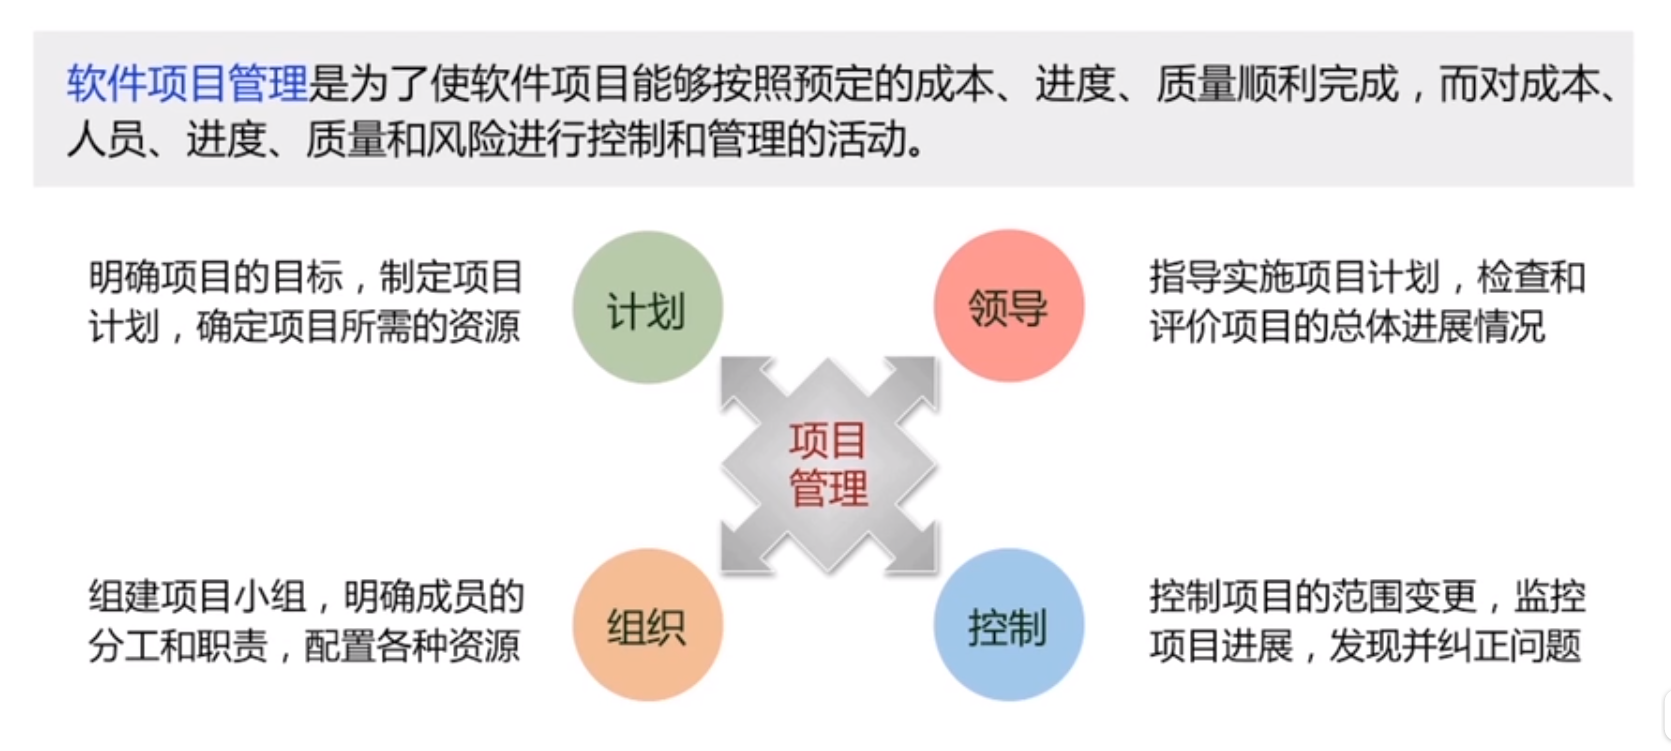 软件项目管理是为了使软件项目能够按照预定的成本、进度、质量顺利完成，而对成本、
人员、进度、质量和风险进行控制和管理的活动。
明确项目的目标，制定项目
计划，确定项目所需的资源
计划
领导
指导实施项目计划，检查和
评价项目的总体进展情况
项目
管理
组建项目小组，明确成员的
分工和职责，配置各种资源
组织
控制
控制项目的范围变更，监控
项目进展，发现并纠正问题